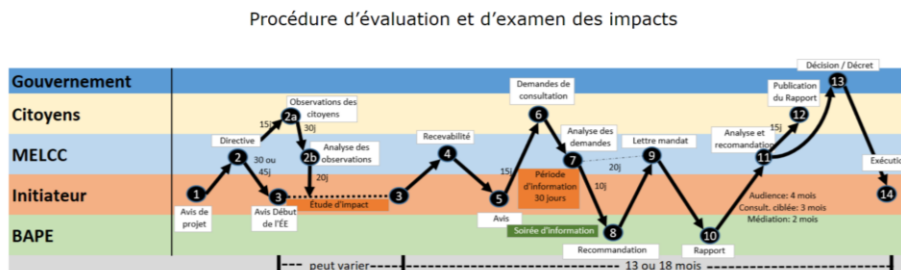 Procédure d’évaluation et d’examen des impacts
Gouvernement
Citoyens
MELCC
Initiateur
BAPE
1
Avis de
projet
Directive
2
15j
30 ou
45j
2a
Observations des
citoyens
30j
2b
Analyse des
observations
20j
3
Avis Début
de l'ÉE
Étude d'impact
3
Recevabilité
4
5
Avis
15j
Demandes de
consultation
6
Analyse des
demandes
7
Période
d'information
30 jours
Soirée d'information
10j
8
Recommandation
20j
Lettre mandat
9
10
Rapport
Analyse et
recomandation
11
15j
Publication
du Rapport
12
Décision / Décret
13
Audience: 4 mois
Consult. ciblée: 3 mois
Médiation: 2 mois
Exécutio
14
peut varier
13 ou 18 mois